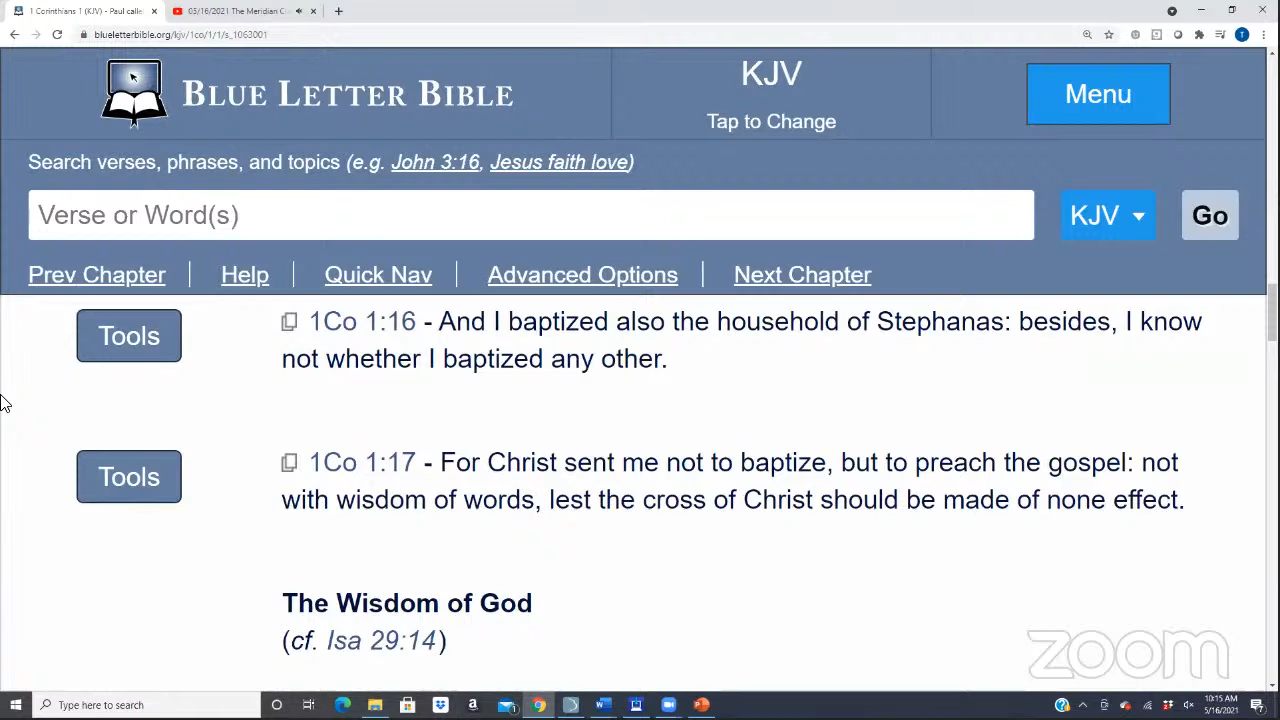 1 Corinthians 1 (KJV) - Paul calle
05/16/2021 The Meridian C
blueletterbible.org/kjv/1co/1/1/s_1063001
BLUE LETTER BIBLE
KJV
Tap to Change
Menu
Search verses, phrases, and topics (e.g. John 3:16, Jesus faith love)
Verse or Word(s)
KJV
Go
Prev Chapter
Help
Quick Nav
Advanced Options
Next Chapter
Tools
1Co 1:16 - And I baptized also the household of Stephanas: besides, I know
not whether I baptized any other.
Tools
1Co 1:17 - For Christ sent me not to baptize, but to preach the gospel: not
with wisdom of words, lest the cross of Christ should be made of none effect.
The Wisdom of God
(cf. Isa 29:14)
zoom
Type here to search
10:15 AM
5/16/2021